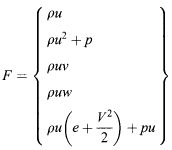 F = { ρu
ρu² + p
ρuv
ρuw
ρu(e + V²/2) + pu }